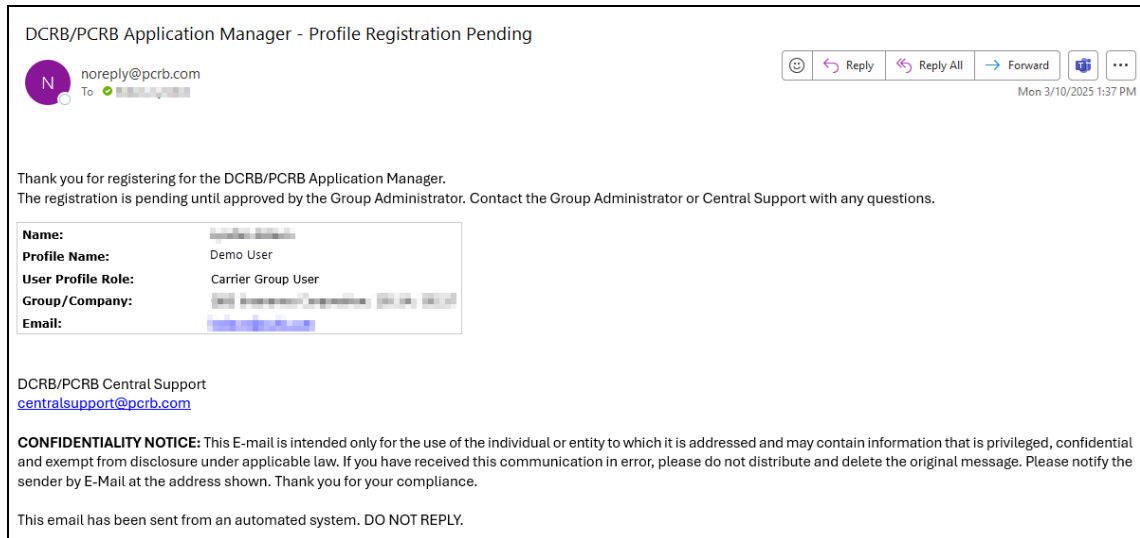 DCRB/PCRB Application Manager - Profile Registration Pending
N
noreply@pcrb.com
To
Reply
Reply All
Forward
Mon 3/10/2025 1:37 PM
Thank you for registering for the DCRB/PCRB Application Manager.
The registration is pending until approved by the Group Administrator. Contact the Group Administrator or Central Support with any questions.
Name:
Profile Name: Demo User
User Profile Role: Carrier Group User
Group/Company:
Email:
DCRB/PCRB Central Support
centralsupport@pcrb.com
CONFIDENTIALITY NOTICE: This E-mail is intended only for the use of the individual or entity to which it is addressed and may contain information that is privileged, confidential
and exempt from disclosure under applicable law. If you have received this communication in error, please do not distribute and delete the original message. Please notify the
sender by E-Mail at the address shown. Thank you for your compliance.
This email has been sent from an automated system. DO NOT REPLY.